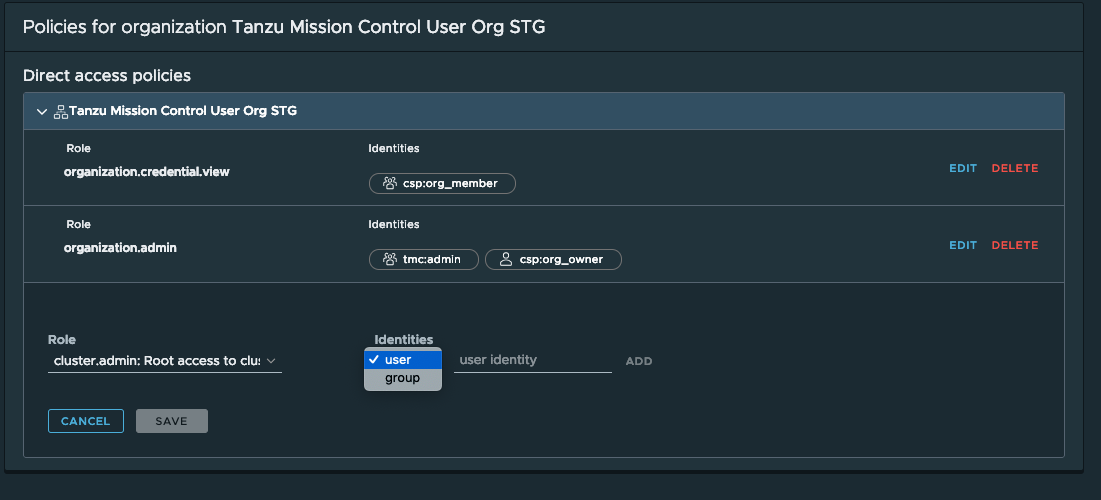 Policies for organization Tanzu Mission Control User Org STG
Direct access policies
Tanzu Mission Control User Org STG
Role Identities
organization.credential.view csp:org_member EDIT DELETE
Role Identities
organization.admin tmc:admin csp:org_owner EDIT DELETE
Role Identities
cluster.admin: Root access to clu user user identity ADD
group
CANCEL SAVE